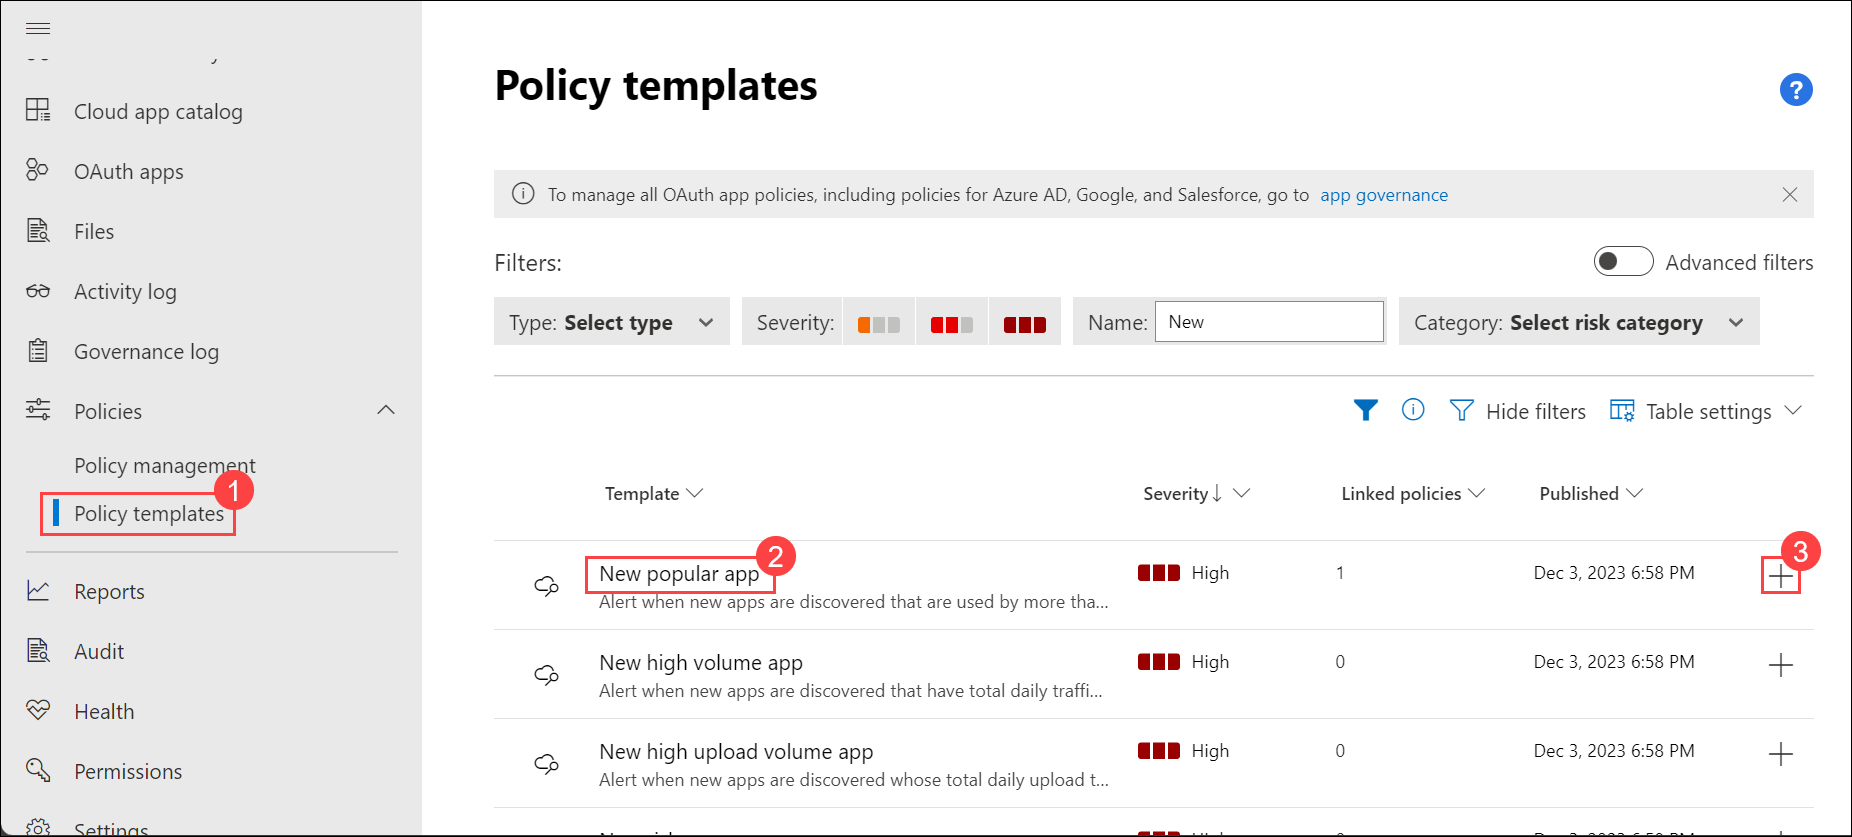 Cloud app catalog
OAuth apps
Files
Activity log
Governance log
Policies
Policy management
1
Policy templates
Reports
Audit
Health
Permissions
Settings
Policy templates
?
To manage all OAuth app policies, including policies for Azure AD, Google, and Salesforce, go to app governance
Filters:
Advanced filters
Type: Select type
Severity:
Name: New
Category: Select risk category
Hide filters
Table settings
Template
Severity
Linked policies
Published
2
3
New popular app
High
1
Dec 3, 2023 6:58 PM
Alert when new apps are discovered that are used by more tha...
New high volume app
High
0
Dec 3, 2023 6:58 PM
Alert when new apps are discovered that have total daily traffi...
New high upload volume app
High
0
Dec 3, 2023 6:58 PM
Alert when new apps are discovered whose total daily upload t...